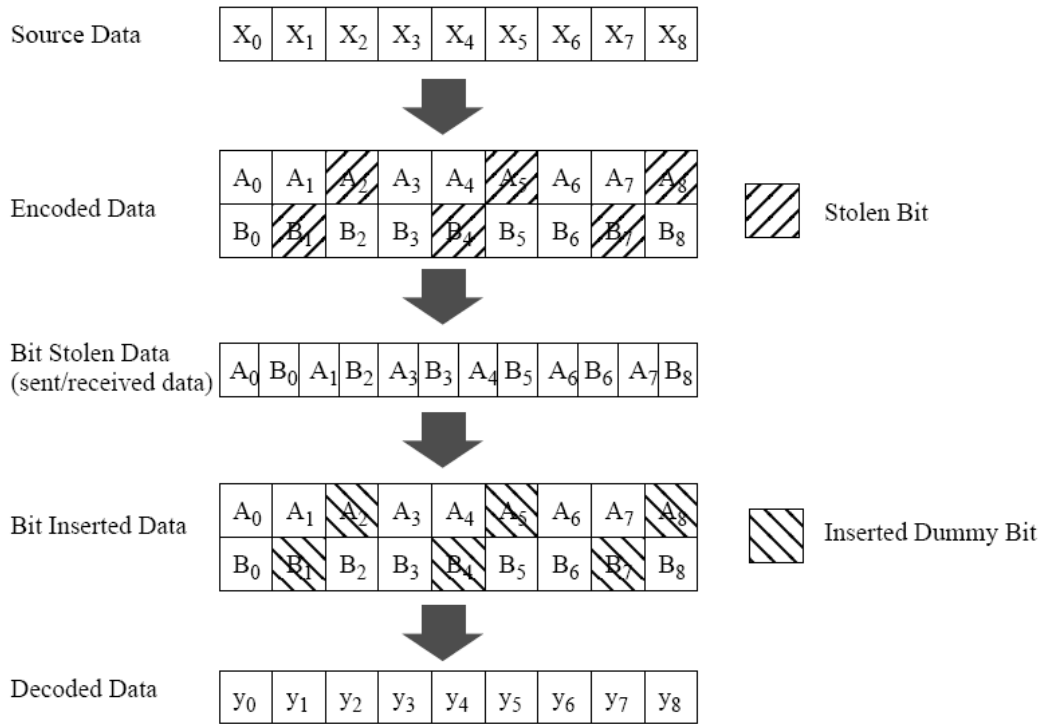 Source Data X₀ X₁ X₂ X₃ X₄ X₅ X₆ X₇ X₈
A₀ A₁ A₂ A₃ A₄ A₅ A₆ A₇ A₈
Encoded Data Stolen Bit
B₀ B₁ B₂ B₃ B₄ B₅ B₆ B₇ B₈
Bit Stolen Data
(sent/received data)
A₀ B₀ A₁ B₂ A₃ B₃ A₄ B₅ A₆ B₆ A₇ B₈
A₀ A₁ A₂ A₃ A₄ A₅ A₆ A₇ A₈
Bit Inserted Data Inserted Dummy Bit
B₀ B₁ B₂ B₃ B₄ B₅ B₆ B₇ B₈
Decoded Data y₀ y₁ y₂ y₃ y₄ y₅ y₆ y₇ y₈